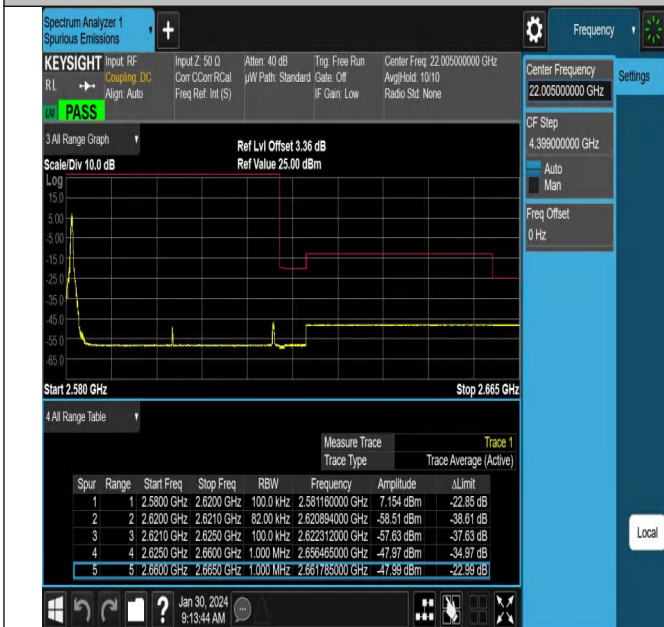 Spectrum Analyzer 1
Spurious Emissions
+
Frequency
KEYSIGHT
RL
Input: RF
Coupling: DC
Align: Auto
Input Z: 50 Ω
Corr CCorr RCal
Freq Ref: Int (S)
Atten: 40 dB
µW Path: Standard
Trig: Free Run
Gate: Off
IF Gain: Low
Center Freq: 22.005000000 GHz
Avg|Hold: 10/10
Radio Std: None
PASS
Center Frequency
22.005000000 GHz
Settings
CF Step
4.399000000 GHz
Auto
Man
Freq Offset
0 Hz
Local
3 All Range Graph
Scale/Div 10.0 dB
Ref Lvl Offset 3.36 dB
Ref Value 25.00 dBm
Log
15.0
5.00
-5.00
-15.0
-25.0
-35.0
-45.0
-55.0
-65.0
Start 2.580 GHz
Stop 2.665 GHz
4 All Range Table
Measure Trace Trace 1
Trace Type Trace Average (Active)
Spur Range Start Freq Stop Freq RBW Frequency Amplitude ΔLimit
1 1 2.5800 GHz 2.6200 GHz 100.0 kHz 2.581160000 GHz 7.154 dBm -22.85 dB
2 2 2.6200 GHz 2.6210 GHz 82.00 kHz 2.620894000 GHz -58.51 dBm -38.61 dB
3 3 2.6210 GHz 2.6250 GHz 100.0 kHz 2.622312000 GHz -57.63 dBm -37.63 dB
4 4 2.6250 GHz 2.6600 GHz 1.000 MHz 2.656465000 GHz -47.97 dBm -34.97 dB
5 5 2.6600 GHz 2.6650 GHz 1.000 MHz 2.661785000 GHz -47.99 dBm -22.99 dB
?
Jan 30, 2024
9:13:44 AM